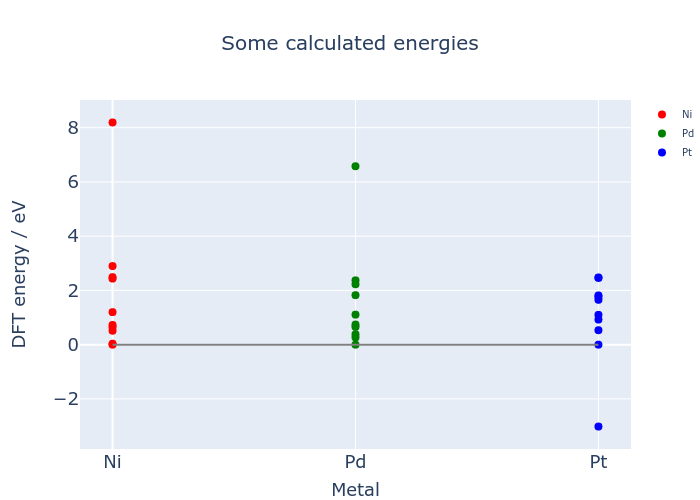 Some calculated energies
Ni
Pd
Pt
DFT energy / eV
8
6
4
2
0
−2
Ni
Pd
Pt
Metal